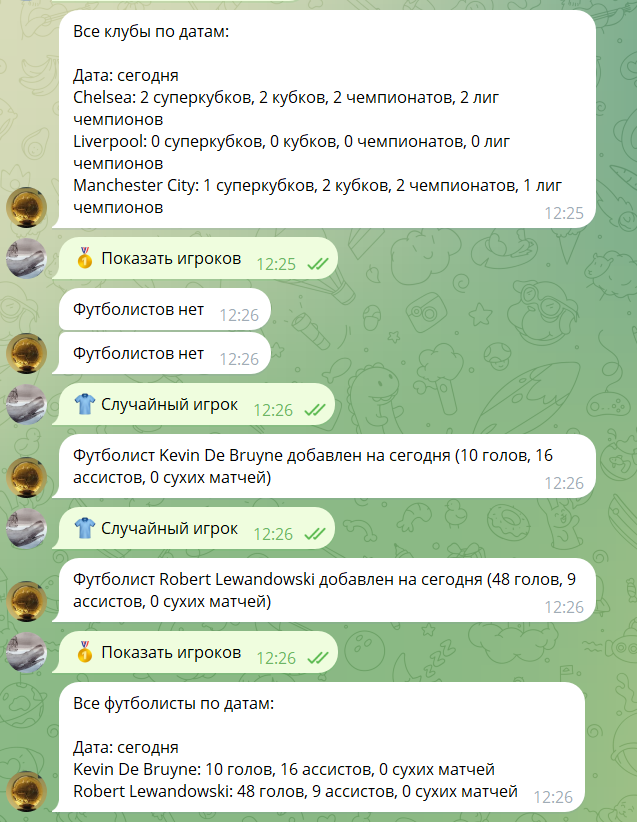 Все клубы по датам:
Дата: сегодня
Chelsea: 2 суперкубков, 2 кубков, 2 чемпионатов, 2 лиг
чемпионов
Liverpool: 0 суперкубков, 0 кубков, 0 чемпионатов, 0 лиг
чемпионов
Manchester City: 1 суперкубков, 2 кубков, 2 чемпионатов, 1 лиг
чемпионов
12:25
🏅 Показать игроков 12:25
Футболистов нет 12:26
Футболистов нет 12:26
👕 Случайный игрок 12:26
Футболист Kevin De Bruyne добавлен на сегодня (10 голов, 16
ассистов, 0 сухих матчей)
12:26
👕 Случайный игрок 12:26
Футболист Robert Lewandowski добавлен на сегодня (48 голов, 9
ассистов, 0 сухих матчей)
12:26
🏅 Показать игроков 12:26
Все футболисты по датам:
Дата: сегодня
Kevin De Bruyne: 10 голов, 16 ассистов, 0 сухих матчей
Robert Lewandowski: 48 голов, 9 ассистов, 0 сухих матчей 12:26